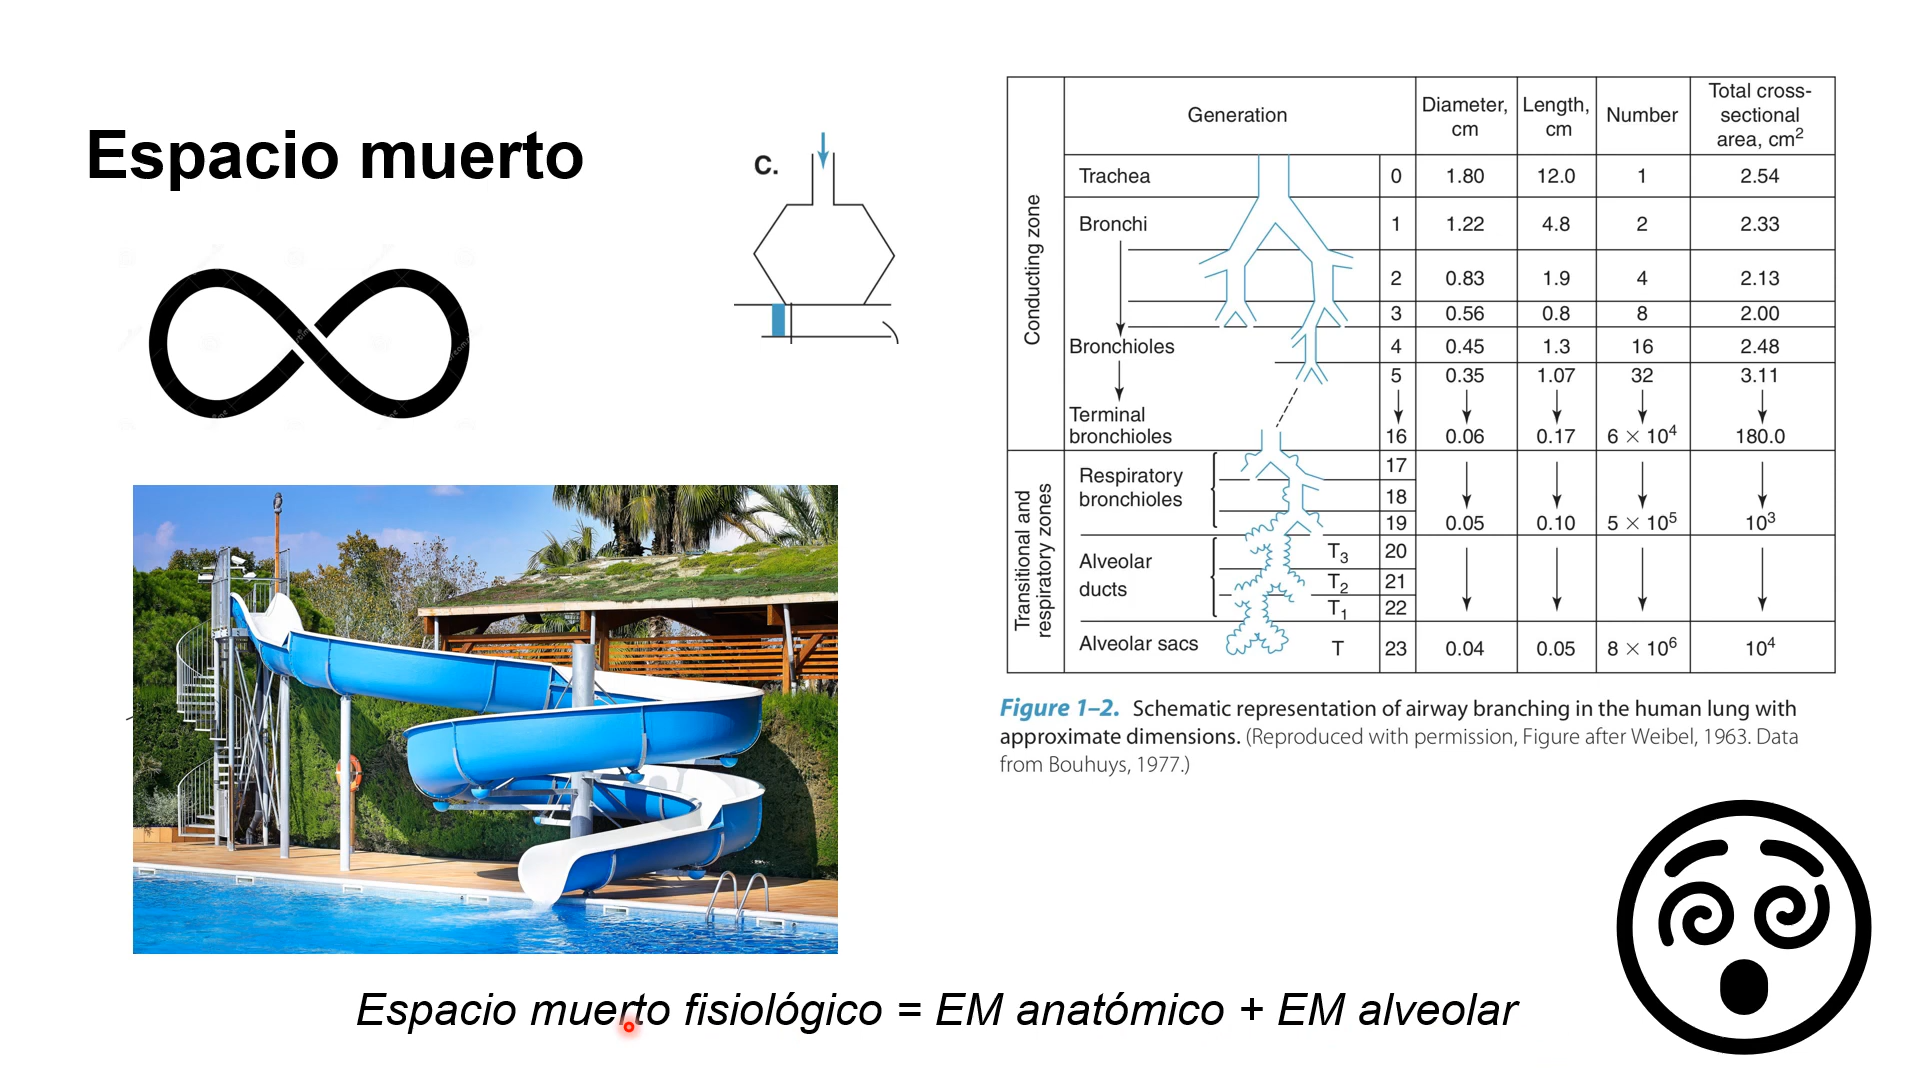 Espacio muerto
C.
Generation
Diameter, cm
Length, cm
Number
Total cross-sectional area, cm²
Conducting zone
Trachea 0 1.80 12.0 1 2.54
Bronchi 1 1.22 4.8 2 2.33
2 0.83 1.9 4 2.13
3 0.56 0.8 8 2.00
Bronchioles 4 0.45 1.3 16 2.48
5 0.35 1.07 32 3.11
Terminal bronchioles 16 0.06 0.17 6 × 10⁴ 180.0
Transitional and respiratory zones
Respiratory bronchioles 17
18
19 0.05 0.10 5 × 10⁵ 10³
Alveolar ducts T₃ 20
T₂ 21
T₁ 22
Alveolar sacs T 23 0.04 0.05 8 × 10⁶ 10⁴
Figure 1–2. Schematic representation of airway branching in the human lung with
approximate dimensions. (Reproduced with permission, Figure after Weibel, 1963. Data
from Bouhuys, 1977.)
Espacio muerto fisiológico = EM anatómico + EM alveolar